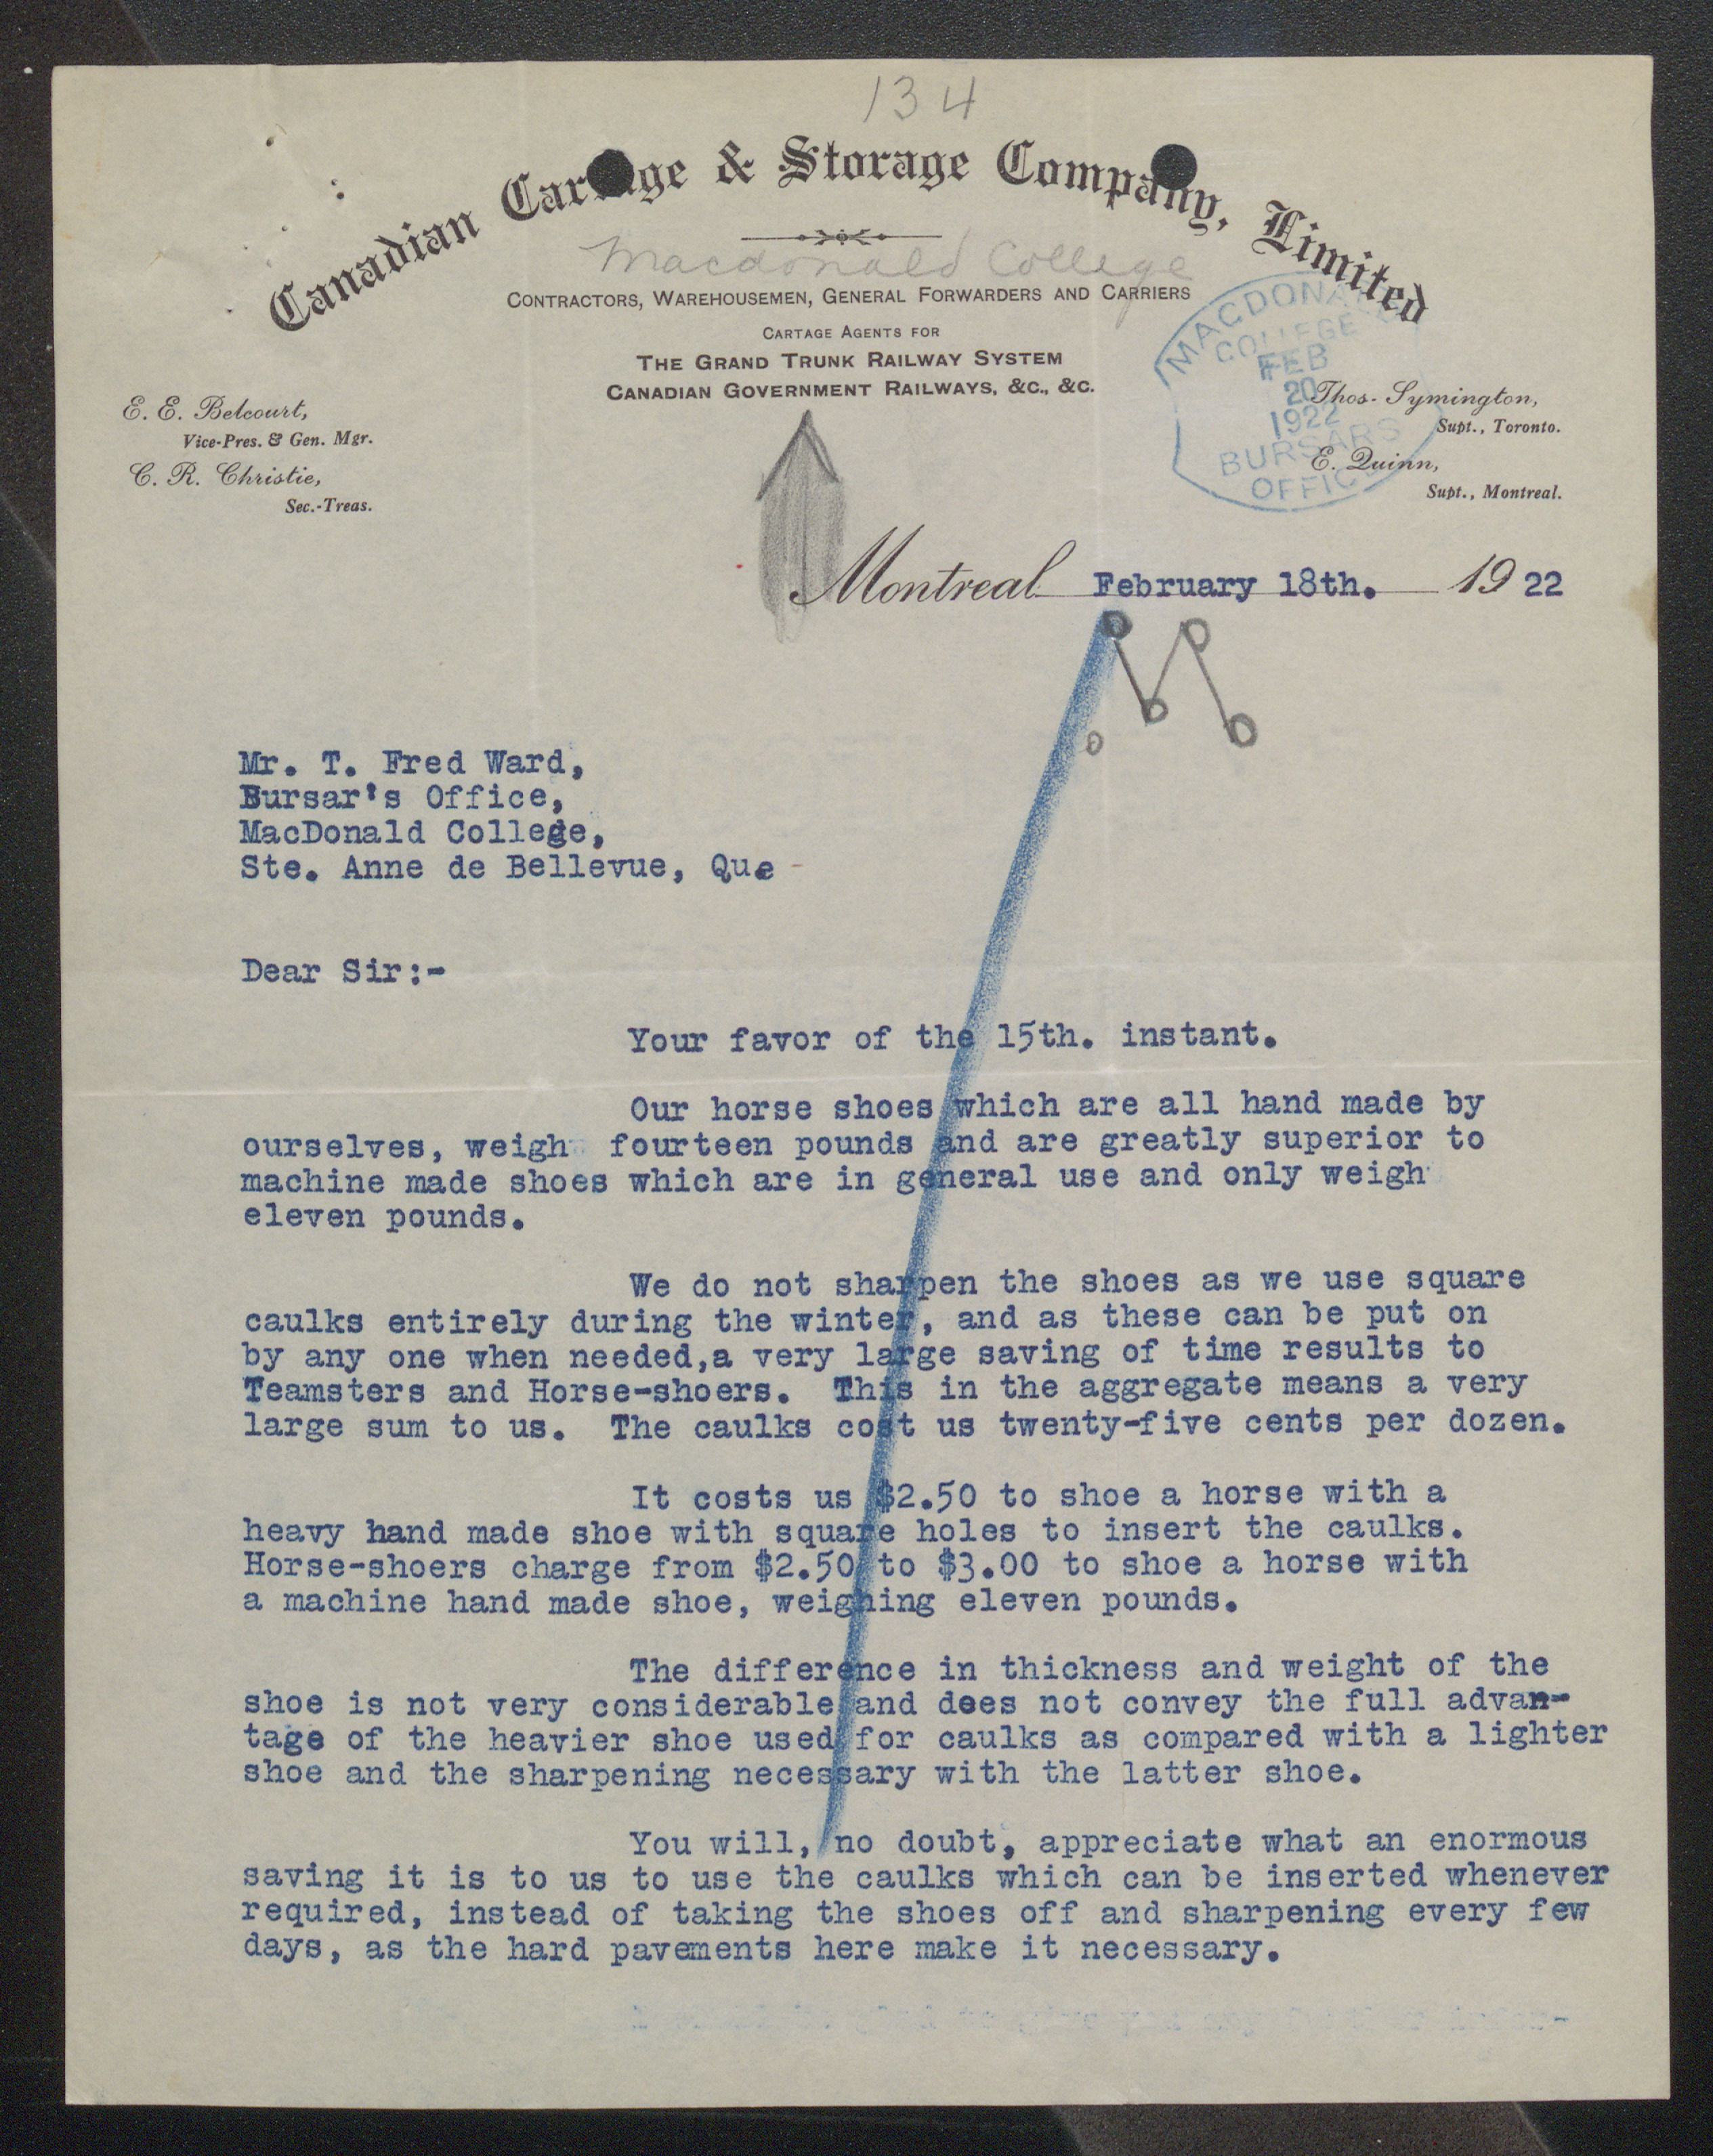 134
Canadian Cartage & Storage Company, Limited
Macdonald College
CONTRACTORS, WAREHOUSEMEN, GENERAL FORWARDERS AND CARRIERS
CARTAGE AGENTS FOR
THE GRAND TRUNK RAILWAY SYSTEM
CANADIAN GOVERNMENT RAILWAYS, &C., &C.
MACDONALD
COLLEGE
FEB
20
1922
BURSARS
OFFICE
E. E. Belcourt,
Vice-Pres. & Gen. Mgr.
C. R. Christie,
Sec.-Treas.
Thos. Symington,
Supt., Toronto.
E. Quinn,
Supt., Montreal.
Montreal February 18th. 1922
Mr. T. Fred Ward,
Bursar's Office,
MacDonald College,
Ste. Anne de Bellevue, Que
Dear Sir:-
Your favor of the 15th. instant.
Our horse shoes which are all hand made by
ourselves, weigh fourteen pounds and are greatly superior to
machine made shoes which are in general use and only weigh
eleven pounds.
We do not sharpen the shoes as we use square
caulks entirely during the winter, and as these can be put on
by any one when needed,a very large saving of time results to
Teamsters and Horse-shoers. This in the aggregate means a very
large sum to us. The caulks cost us twenty-five cents per dozen.
It costs us $2.50 to shoe a horse with a
heavy hand made shoe with square holes to insert the caulks.
Horse-shoers charge from $2.50 to $3.00 to shoe a horse with
a machine hand made shoe, weighing eleven pounds.
The difference in thickness and weight of the
shoe is not very considerable and does not convey the full advan-
tage of the heavier shoe used for caulks as compared with a lighter
shoe and the sharpening necessary with the latter shoe.
You will, no doubt, appreciate what an enormous
saving it is to us to use the caulks which can be inserted whenever
required, instead of taking the shoes off and sharpening every few
days, as the hard pavements here make it necessary.